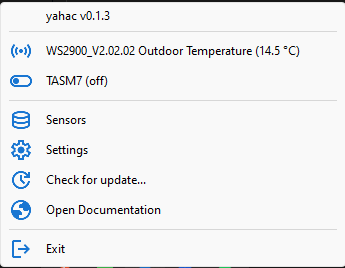 yahac v0.1.3
WS2900_V2.02.02 Outdoor Temperature (14.5 °C)
TASM7 (off)
Sensors
Settings
Check for update...
Open Documentation
Exit